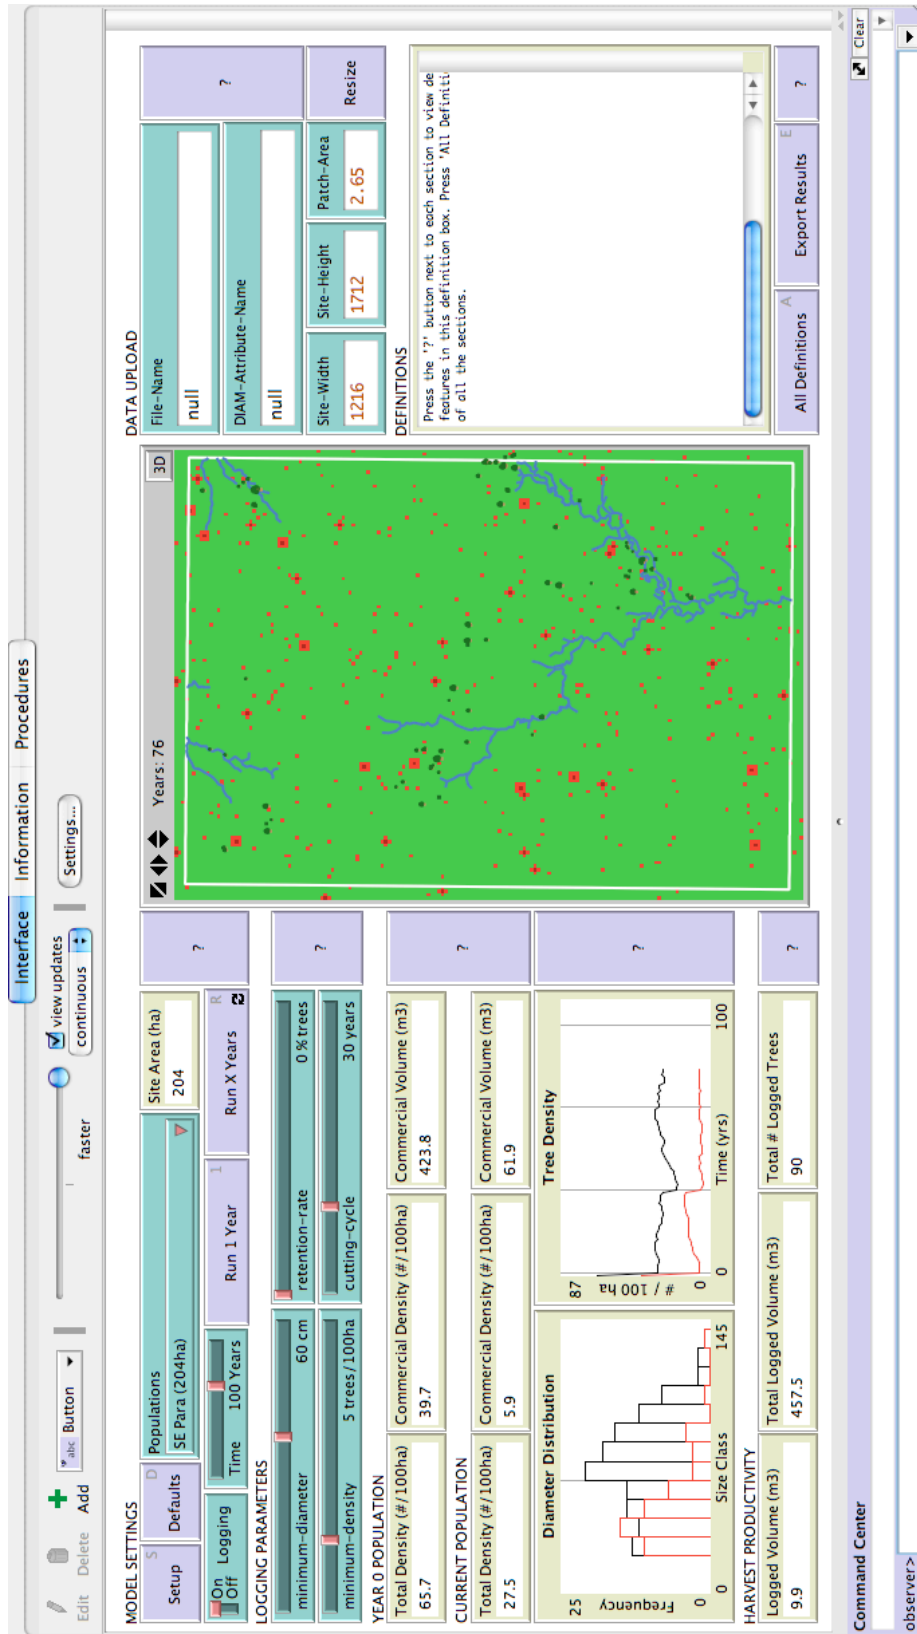 Interface Information Procedures
Edit Delete Add
abc Button
faster
view updates
continuous
Settings...
MODEL SETTINGS
Setup S
Defaults D
Populations
SE Para (204ha)
Site Area (ha)
204
?
On
Off
Logging
Time 100 Years
Run 1 Year 1
Run X Years R
LOGGING PARAMETERS
minimum-diameter 60 cm
retention-rate 0 % trees
?
minimum-density 5 trees/100ha
cutting-cycle 30 years
YEAR 0 POPULATION
Total Density (#/100ha)
65.7
Commercial Density (#/100ha)
39.7
Commercial Volume (m3)
423.8
?
CURRENT POPULATION
Total Density (#/100ha)
27.5
Commercial Density (#/100ha)
5.9
Commercial Volume (m3)
61.9
Diameter Distribution
25
Frequency
0
0
Size Class
145
Tree Density
87
# / 100 ha
0
0
Time (yrs)
100
?
HARVEST PRODUCTIVITY
Logged Volume (m3)
9.9
Total Logged Volume (m3)
457.5
Total # Logged Trees
90
?
Years: 76
3D
DATA UPLOAD
File-Name
null
DIAM-Attribute-Name
null
?
Site-Width
1216
Site-Height
1712
Patch-Area
2.65
Resize
DEFINITIONS
Press the '?' button next to each section to view de
features in this definition box. Press 'All Definiti
of all the sections.
All Definitions A
Export Results E
?
Command Center
Clear
observer>